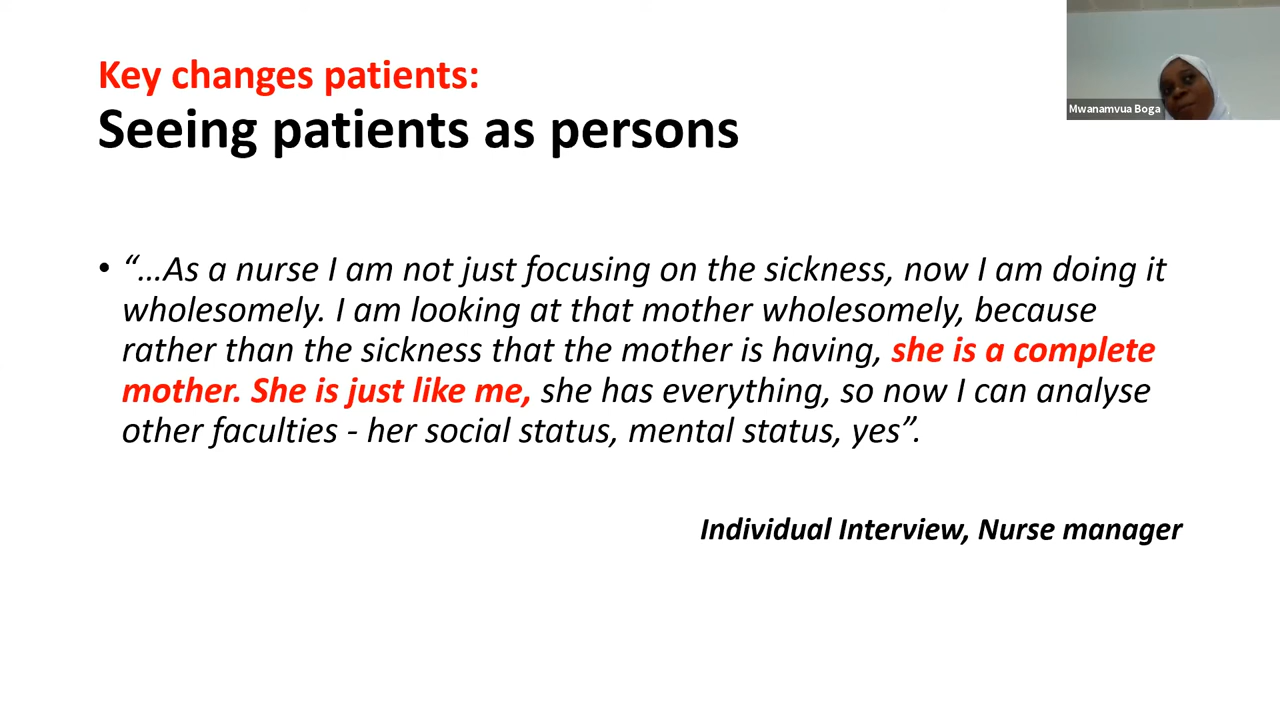 Key changes patients:
Seeing patients as persons
Mwanamvua Boga
• “…As a nurse I am not just focusing on the sickness, now I am doing it
wholesomely. I am looking at that mother wholesomely, because
rather than the sickness that the mother is having, she is a complete
mother. She is just like me, she has everything, so now I can analyse
other faculties - her social status, mental status, yes”.
Individual Interview, Nurse manager